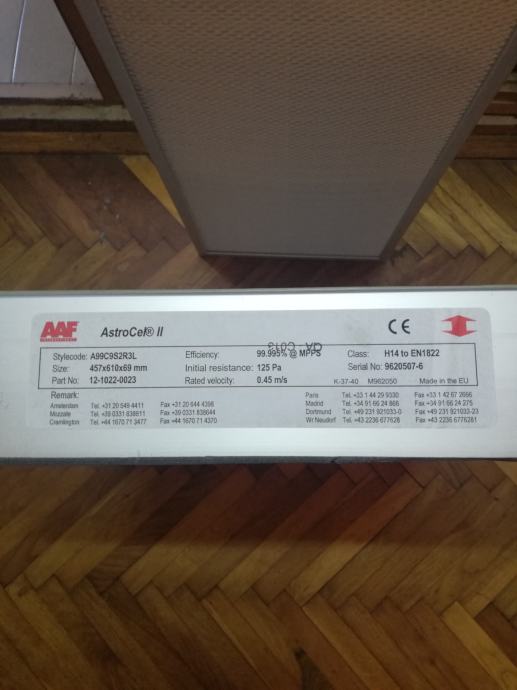 AAF
INTERNATIONAL
AstroCel® II
CE
Stylecode: A99C9S2R3L
Size: 457x610x69 mm
Part No: 12-1022-0023
Efficiency: 99.995% @ MPPS
Initial resistance: 125 Pa
Rated velocity: 0.45 m/s
Class: H14 to EN1822
Serial No: 9620507-6
K-37-40 M962050 Made in the EU
Remark:
Amsterdam Tel. +31 20 549 4411 Fax +31 20 644 4398
Mozzate Tel. +39 0331 838611 Fax +39 0331 838644
Cramlington Tel. +44 1670 71 3477 Fax +44 1670 71 4370
Paris Tel. +33 1 44 29 9330 Fax +33 1 42 67 2666
Madrid Tel. +34 91 66 24 866 Fax +34 91 66 24 275
Dortmund Tel. +49 231 921033-0 Fax +49 231 921033-23
Wr Neudorf Tel. +43 2236 677628 Fax +43 2236 6776281